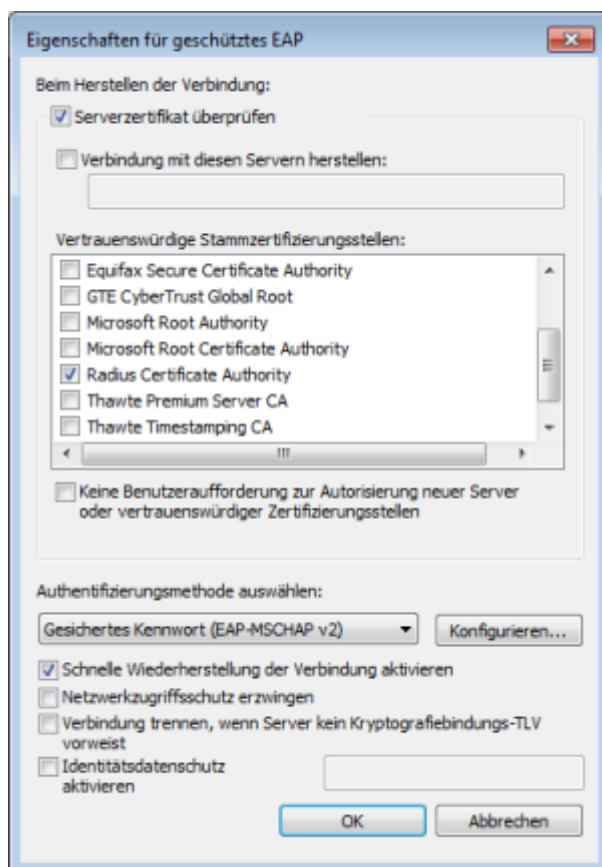 Eigenschaften für geschütztes EAP
Beim Herstellen der Verbindung:
Serverzertifikat überprüfen
Verbindung mit diesen Servern herstellen:
Vertrauenswürdige Stammzertifizierungsstellen:
Equifax Secure Certificate Authority
GTE CyberTrust Global Root
Microsoft Root Authority
Microsoft Root Certificate Authority
Radius Certificate Authority
Thawte Premium Server CA
Thawte Timestamping CA
Keine Benutzeraufforderung zur Autorisierung neuer Server
oder vertrauenswürdiger Zertifizierungsstellen
Authentifizierungsmethode auswählen:
Gesichertes Kennwort (EAP-MSCHAP v2) Konfigurieren...
Schnelle Wiederherstellung der Verbindung aktivieren
Netzwerkzugriffsschutz erzwingen
Verbindung trennen, wenn Server kein Kryptografiebindungs-TLV
vorweist
Identitätsdatenschutz
aktivieren
OK Abbrechen